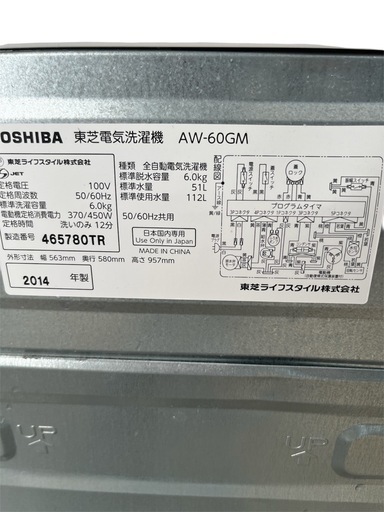 OSHIBA 東芝電気洗濯機 AW-60GM
東芝ライフスタイル株式会社
JET
定格電圧 100V
定格周波数 50/60Hz
標準洗濯容量 6.0kg
電動機定格消費電力 370/450W
定格時間 洗いのみ 12分
製造番号 465780TR
種類 全自動電気洗濯機
標準脱水容量 6.0kg
標準水量 51L
標準使用水量 112L
50/60Hz共用
日本国内専用
Use Only in Japan
MADE IN CHINA
外形寸法 幅 563mm 奥行 580mm 高さ 957mm
2014 年製
配線図
蓋ロック
プログラムタイマ
東芝ライフスタイル株式会社
UP
UP